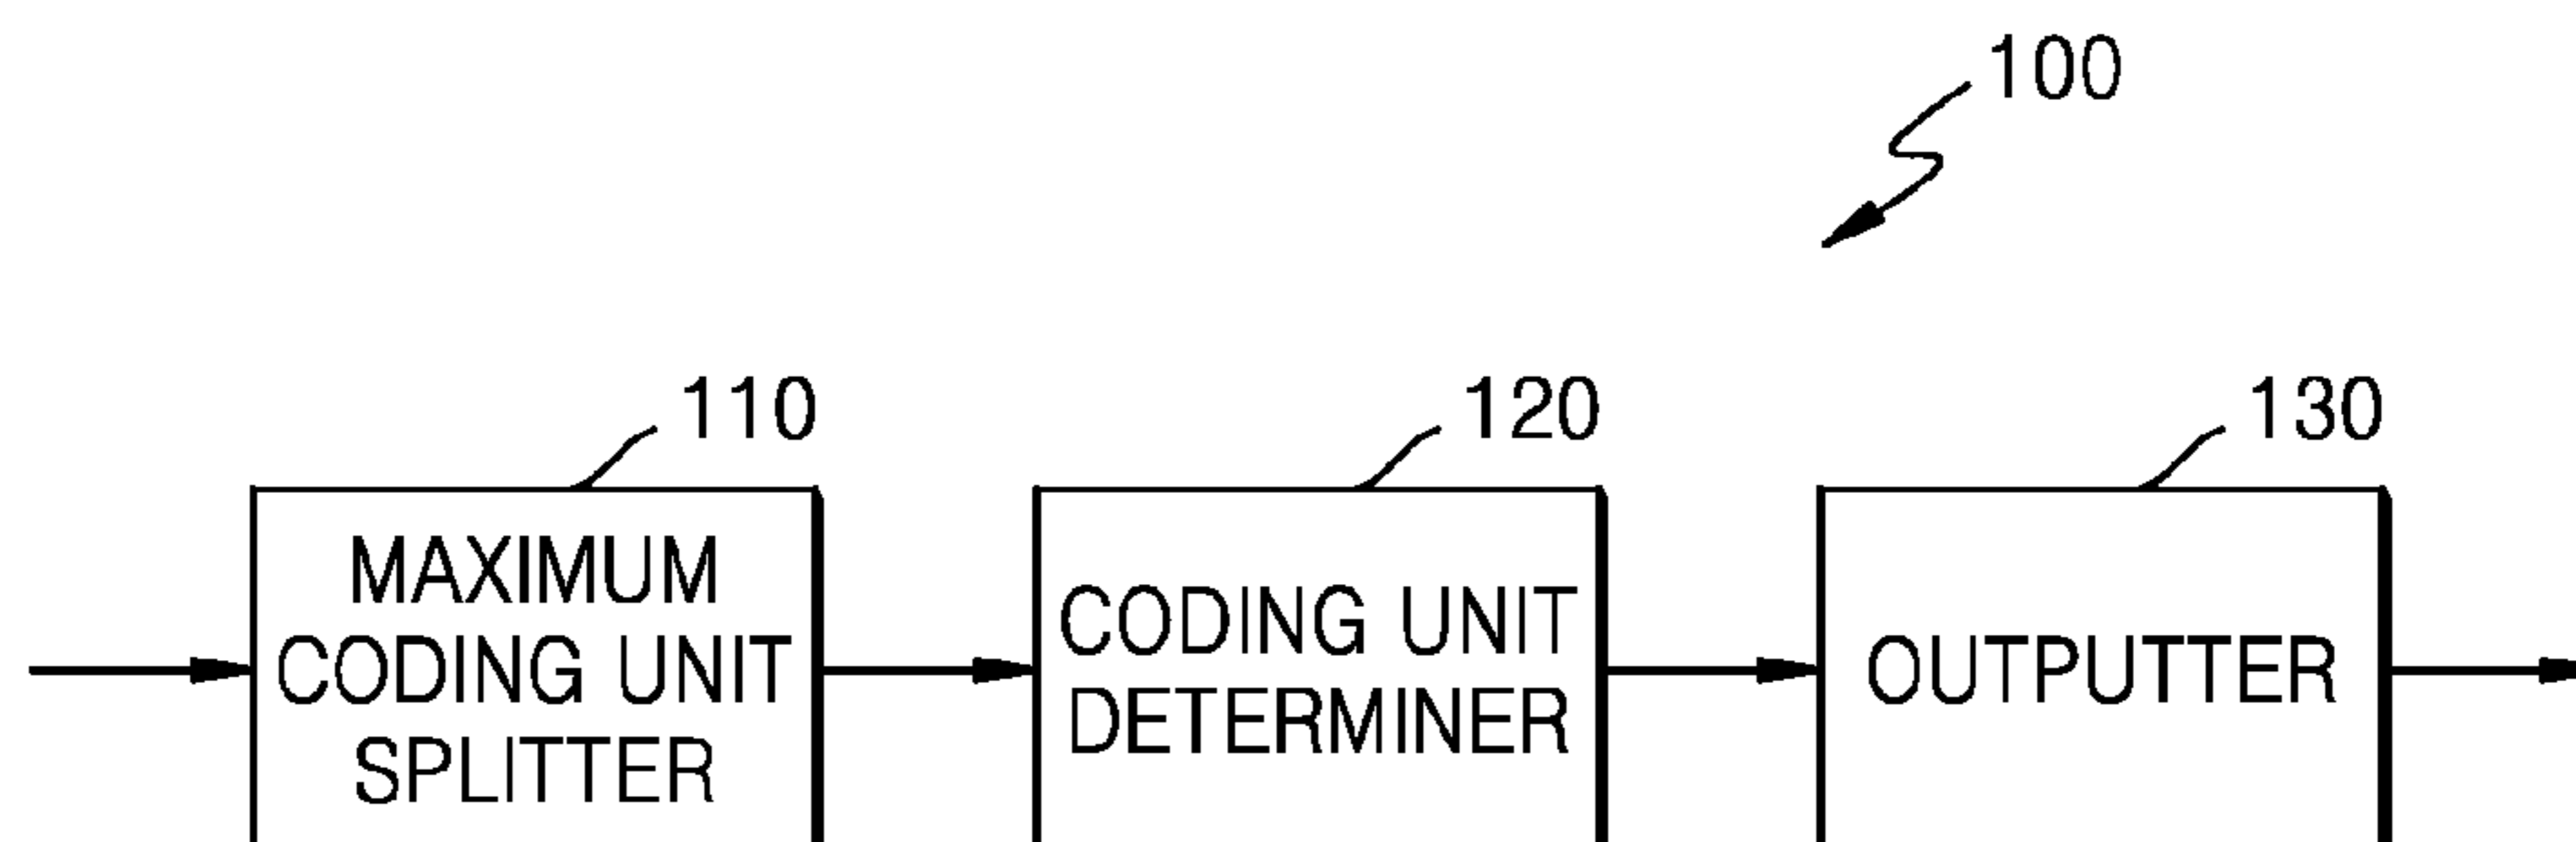 100
110
120
130
MAXIMUM
CODING UNIT
SPLITTER
CODING UNIT
DETERMINER
OUTPUTTER